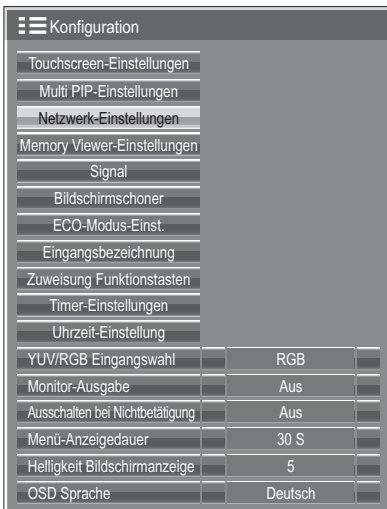 Konfiguration
Touchscreen-Einstellungen
Multi PIP-Einstellungen
Netzwerk-Einstellungen
Memory Viewer-Einstellungen
Signal
Bildschirmschoner
ECO-Modus-Einst.
Eingangsbezeichnung
Zuweisung Funktionstasten
Timer-Einstellungen
Uhrzeit-Einstellung
YUV/RGB Eingangswahl RGB
Monitor-Ausgabe Aus
Ausschalten bei Nichtbetätigung Aus
Menü-Anzeigedauer 30 S
Helligkeit Bildschirmanzeige 5
OSD Sprache Deutsch